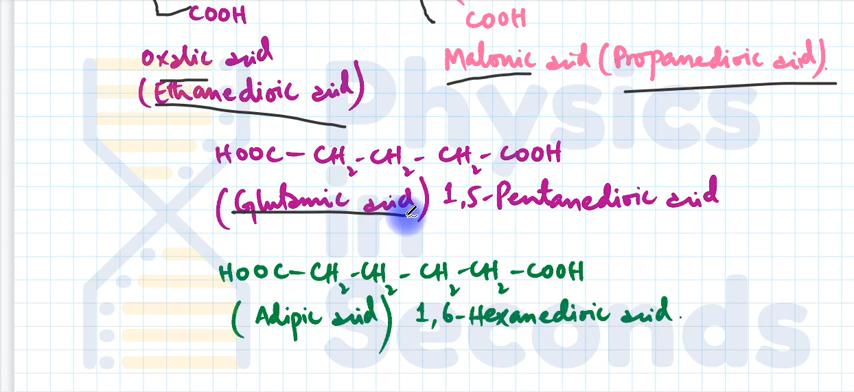 COOH
COOH
Oxalic acid
(Ethanedioic acid)
Malonic acid (Propanedioic acid).
HOOC-CH2-CH2-CH2-COOH
(Glutamic acid) 1,5-Pentanedioic acid
HOOC-CH2-CH2-CH2-CH2-COOH
(Adipic acid) 1,6-Hexanedioic acid.
Physics
in
Seconds